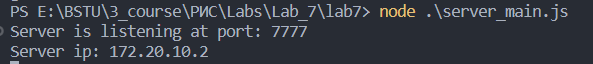 PS E:\BSTU\3_course\РИС\Labs\Lab_7\lab7> node .\server_main.js
Server is listening at port: 7777
Server ip: 172.20.10.2